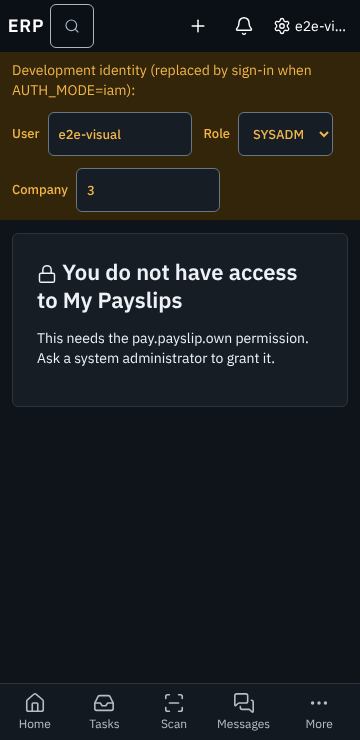 ERP
e2e-vi...
Development identity (replaced by sign-in when
AUTH_MODE=iam):
User e2e-visual Role SYSADM
Company 3
You do not have access
to My Payslips
This needs the pay.payslip.own permission.
Ask a system administrator to grant it.
Home Tasks Scan Messages More